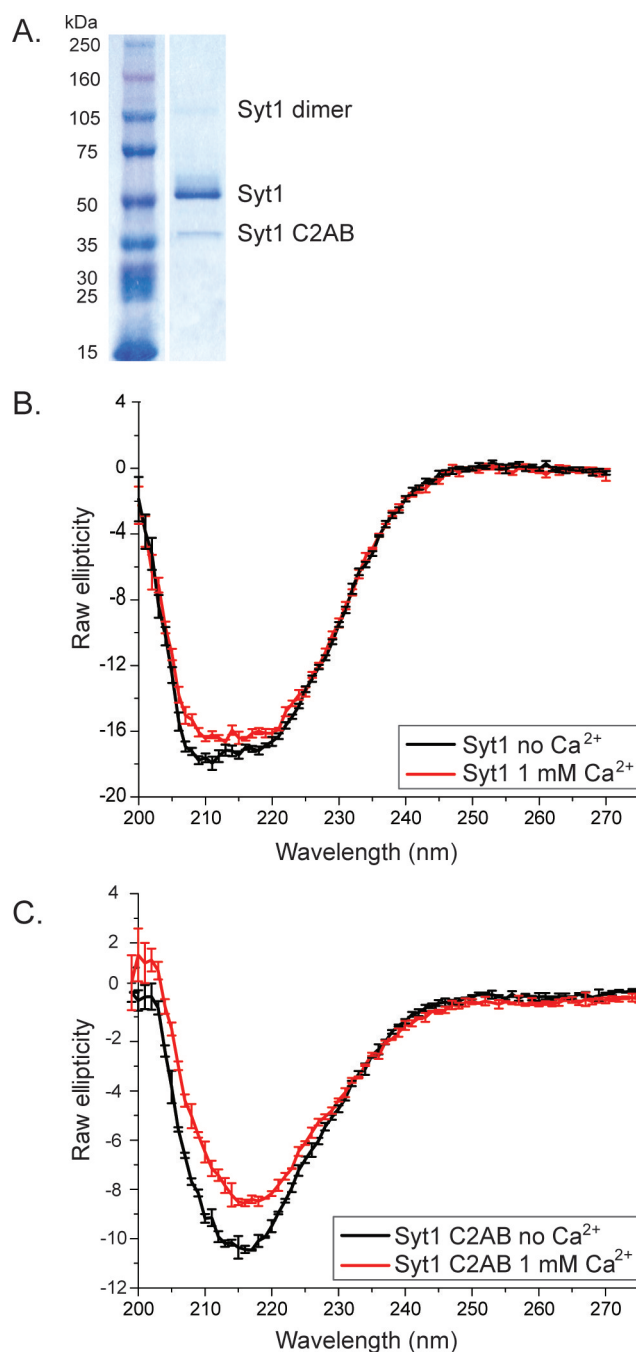 A.
kDa
250
160
105
75
50
35
30
25
15
Syt1 dimer
Syt1
Syt1 C2AB
B.
Raw ellipticity
4
0
-4
-8
-12
-16
-20
200 210 220 230 240 250 260 270
Wavelength (nm)
Syt1 no Ca²⁺
Syt1 1 mM Ca²⁺
C.
Raw ellipticity
4
2
0
-2
-4
-6
-8
-10
-12
200 210 220 230 240 250 260 270
Wavelength (nm)
Syt1 C2AB no Ca²⁺
Syt1 C2AB 1 mM Ca²⁺